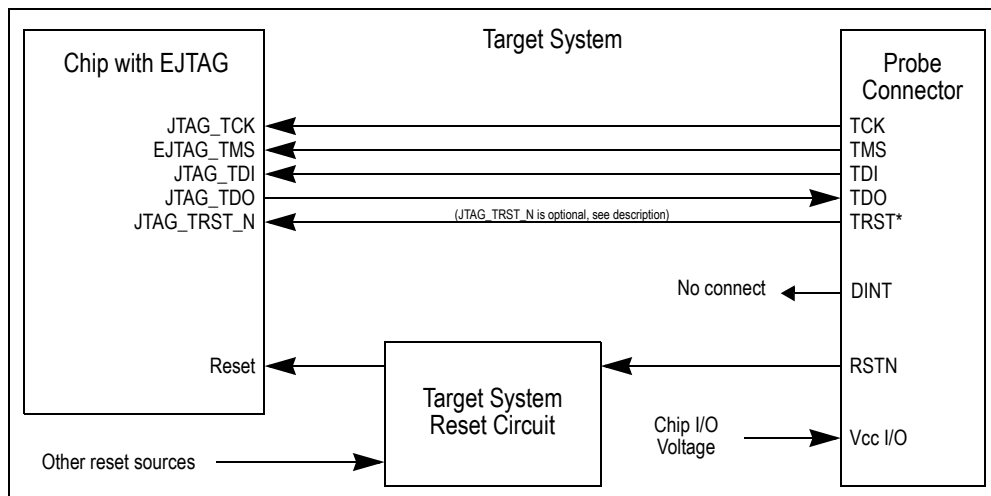 Target System
Chip with EJTAG
Probe
Connector
JTAG_TCK
TCK
EJTAG_TMS
TMS
JTAG_TDI
TDI
JTAG_TDO
TDO
JTAG_TRST_N
(JTAG_TRST_N is optional, see description)
TRST*
No connect
DINT
Reset
RSTN
Target System
Reset Circuit
Chip I/O
Voltage
Vcc I/O
Other reset sources